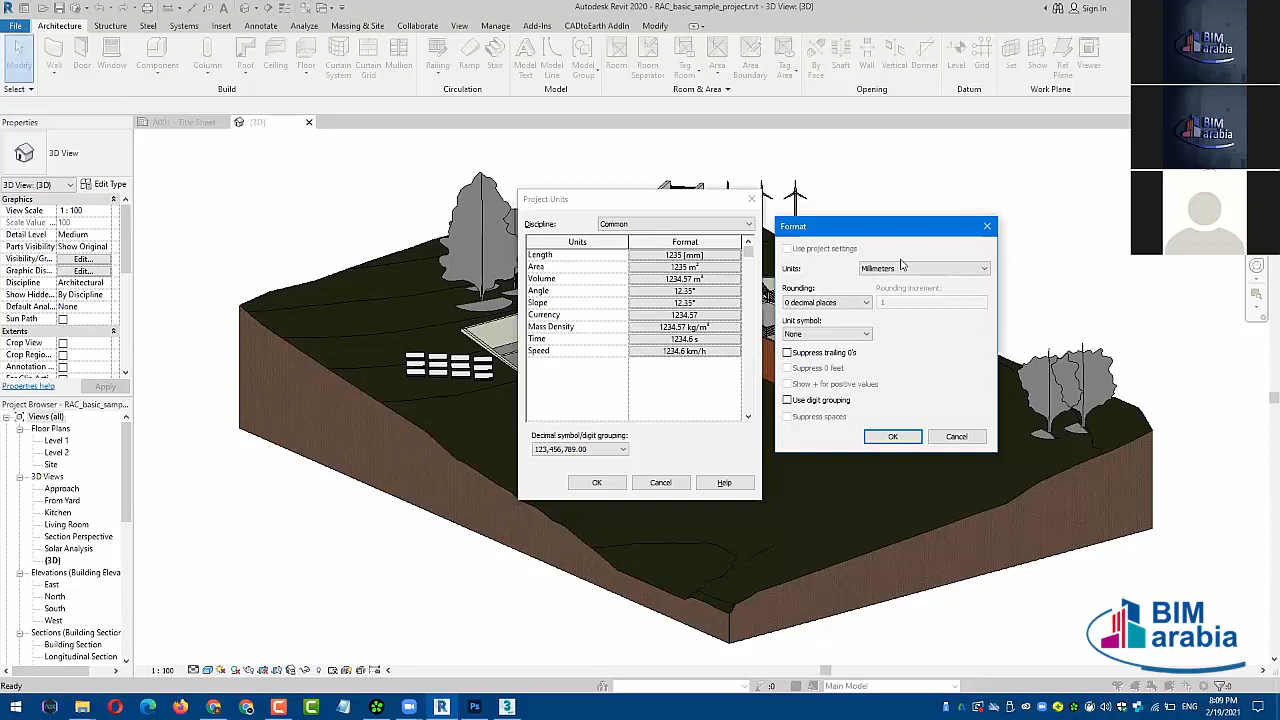 Autodesk Revit 2020 - RAC_basic_sample_project.rvt - 3D View: {3D}
Sign In
File
Architecture
Structure
Steel
Systems
Insert
Annotate
Analyze
Massing & Site
Collaborate
View
Manage
Add-Ins
CADtoEarth AddIn
Modify
Modify
Wall
Door
Window
Component
Column
Roof
Ceiling
Floor
Curtain System
Curtain Grid
Mullion
Railing
Ramp
Stair
Model Text
Model Line
Model Group
Room
Room Separator
Tag Room
Area
Area Boundary
Tag Area
By Face
Shaft
Wall
Vertical
Dormer
Level
Grid
Set
Show
Ref Plane
Viewer
Select
Build
Circulation
Model
Room & Area
Opening
Datum
Work Plane
BIM arabia
BIM arabia
Properties
A001 - Title Sheet
{3D}
3D View
3D View: {3D}
Edit Type
Graphics
View Scale 1 : 100
Scale Value 100
Detail Level Medium
Parts Visibility Show Original
Visibility/Gr... Edit...
Graphic Dis... Edit...
Discipline Architectural
Show Hidde... By Discipline
Default Anal... None
Sun Path
Extents
Crop View
Crop Regio...
Annotation ...
Properties help
Apply
Project Browser - RAC_basic_samp...
Views (all)
Floor Plans
Level 1
Level 2
Site
3D Views
Approach
From Yard
Kitchen
Living Room
Section Perspective
Solar Analysis
{3D}
Elevations (Building Eleva
East
North
South
West
Sections (Building Section
Building Section
Longitudinal Section
Project Units
Discipline: Common
Units Format
Length 1235 [mm]
Area 1235 m²
Volume 1234.57 m³
Angle 12.35°
Slope 12.35°
Currency 1234.57
Mass Density 1234.57 kg/m³
Time 1234.6 s
Speed 1234.6 km/h
Decimal symbol/digit grouping:
123,456,789.00
OK Cancel Help
Format
Use project settings
Units: Millimeters
Rounding: Rounding increment:
0 decimal places 1
Unit symbol:
None
Suppress trailing 0's
Suppress 0 feet
Show + for positive values
Use digit grouping
Suppress spaces
OK Cancel
BIM
arabia
1 : 100
Ready
:0
Main Model
:0
ENG
8:09 PM
2/19/2021